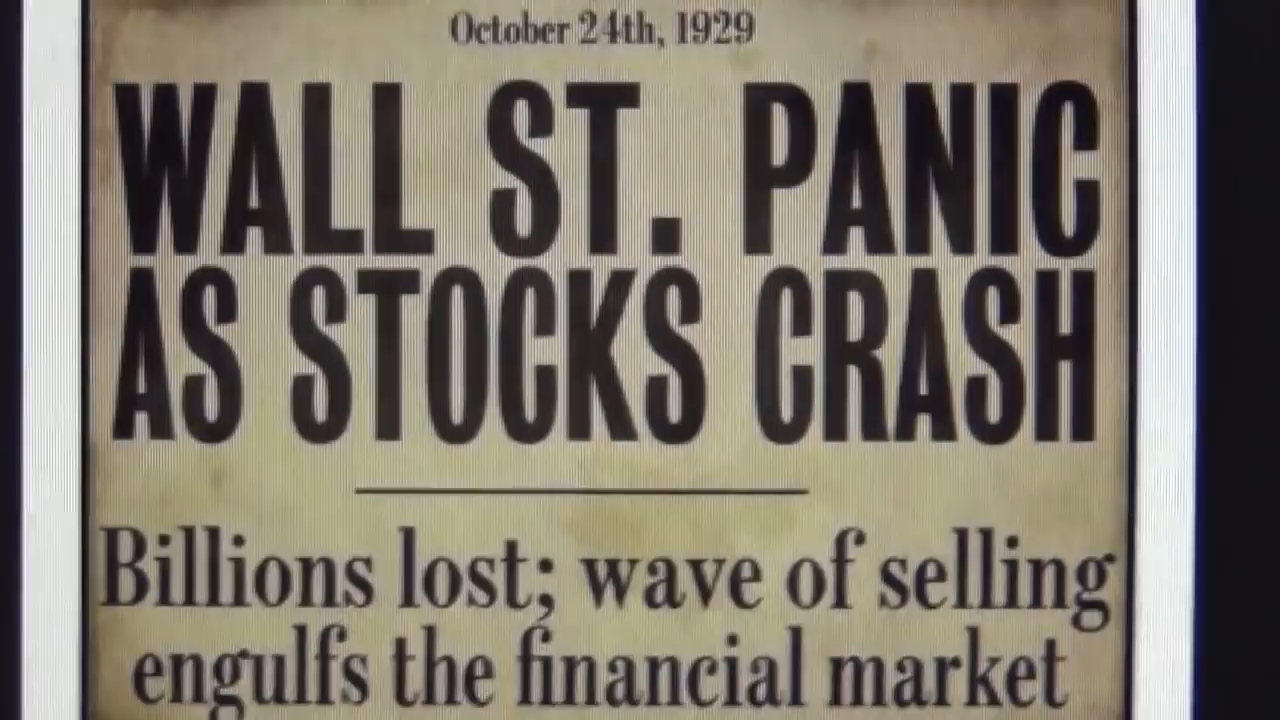 October 24th, 1929
WALL ST. PANIC
AS STOCKS CRASH
Billions lost; wave of selling
engulfs the financial market